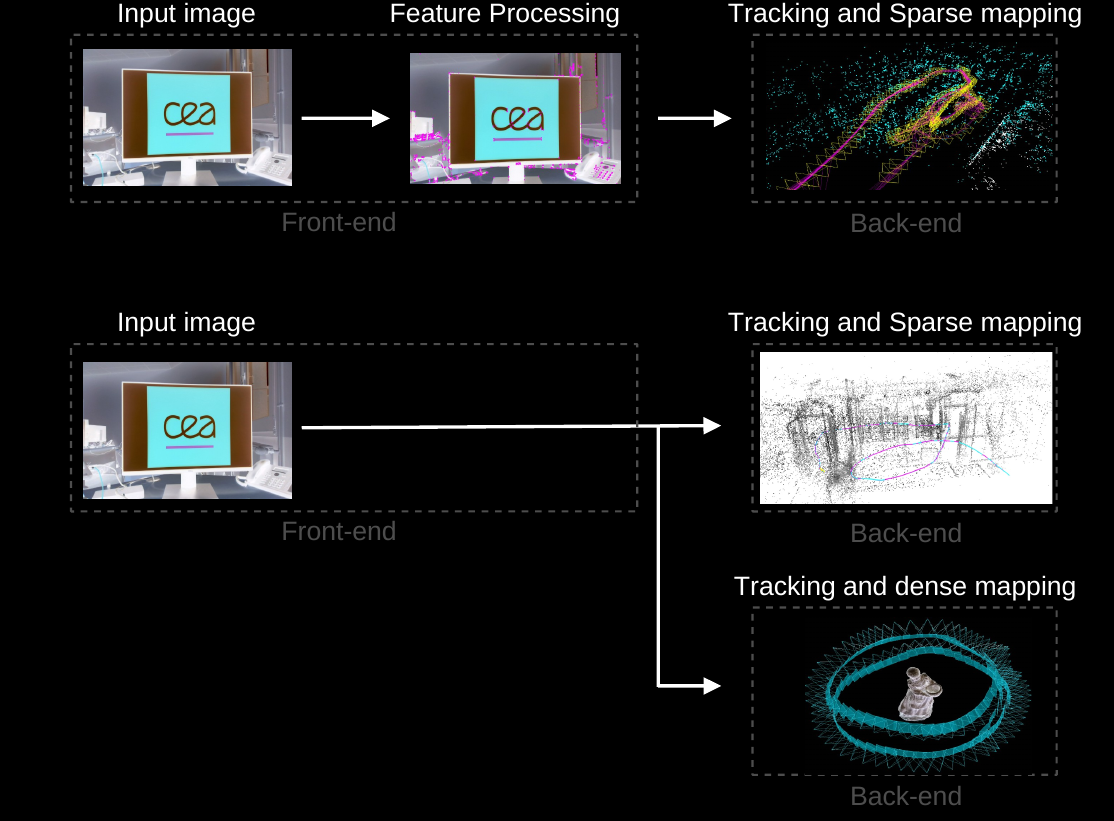 Input image
Feature Processing
Tracking and Sparse mapping
cea
cea
Front-end
Back-end
Input image
Tracking and Sparse mapping
cea
Front-end
Back-end
Tracking and dense mapping
Back-end